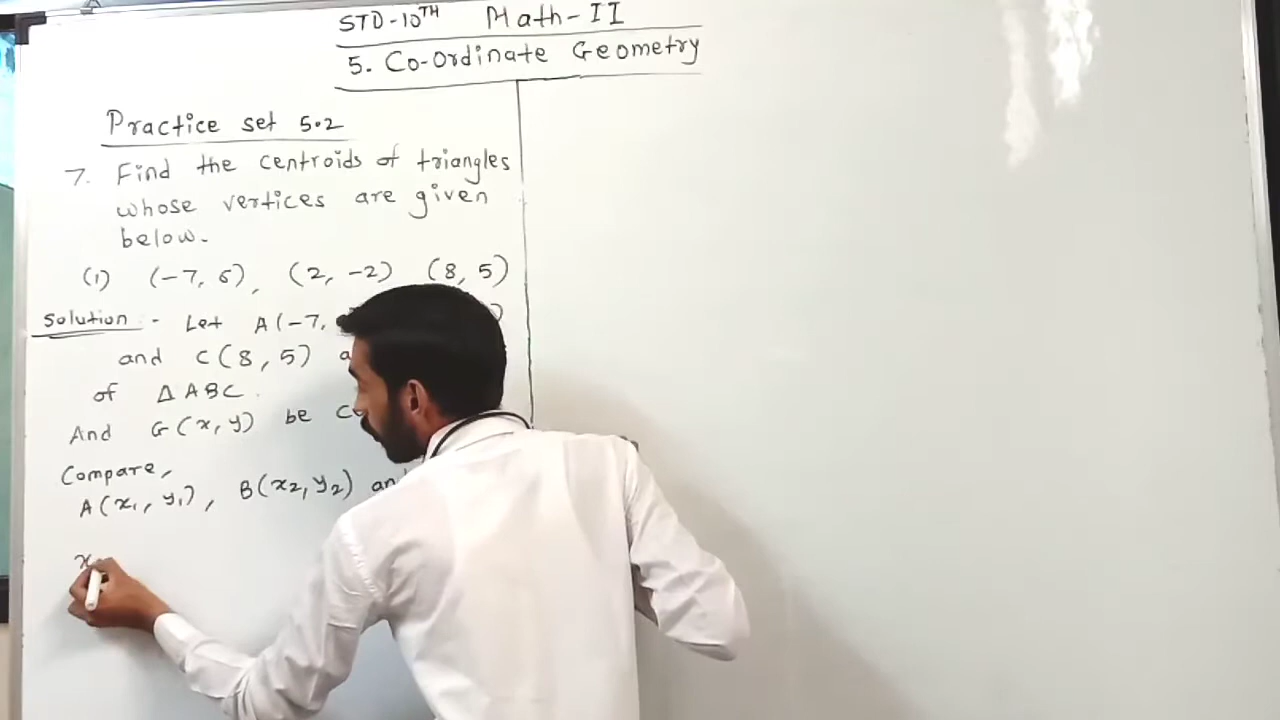 STD-10TH Math-II
5. Co-Ordinate Geometry
Practice set 5.2
7. Find the centroids of triangles
whose vertices are given
below.
(1) (-7, 6), (2, -2) (8, 5)
Solution :- Let A(-7,
and C(8, 5)
of ΔABC.
And G(x, y) be
Compare,
A(x₁, y₁), B(x₂, y₂)
x